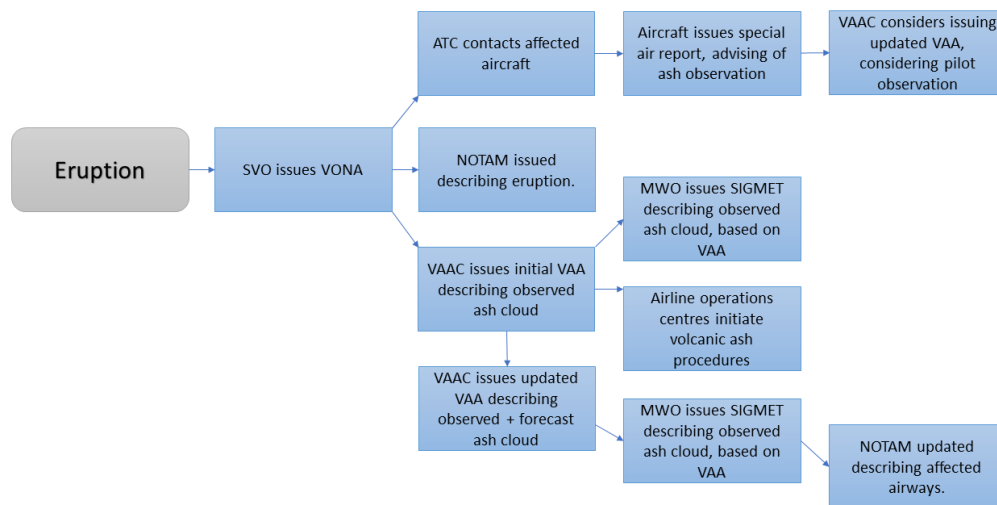 Eruption
SVO issues VONA
ATC contacts affected
aircraft
Aircraft issues special
air report, advising of
ash observation
VAAC considers issuing
updated VAA,
considering pilot
observation
NOTAM issued
describing eruption.
VAAC issues initial VAA
describing observed
ash cloud
MWO issues SIGMET
describing observed
ash cloud, based on
VAA
Airline operations
centres initiate
volcanic ash
procedures
VAAC issues updated
VAA describing
observed + forecast
ash cloud
MWO issues SIGMET
describing observed
ash cloud, based on
VAA
NOTAM updated
describing affected
airways.